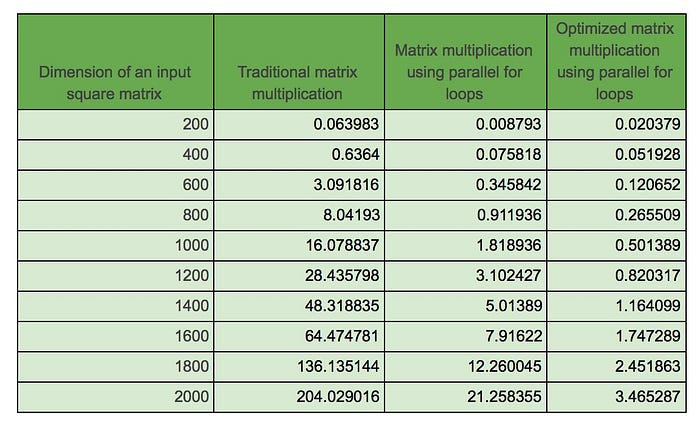 Dimension of an input square matrix | Traditional matrix multiplication | Matrix multiplication using parallel for loops | Optimized matrix multiplication using parallel for loops
200 0.063983 0.008793 0.020379
400 0.6364 0.075818 0.051928
600 3.091816 0.345842 0.120652
800 8.04193 0.911936 0.265509
1000 16.078837 1.818936 0.501389
1200 28.435798 3.102427 0.820317
1400 48.318835 5.01389 1.164099
1600 64.474781 7.91622 1.747289
1800 136.135144 12.260045 2.451863
2000 204.029016 21.258355 3.465287